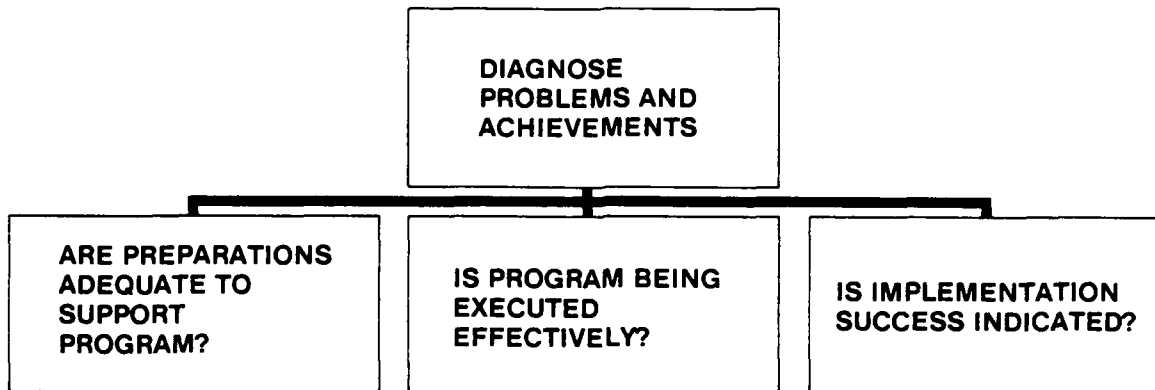 DIAGNOSE
PROBLEMS AND
ACHIEVEMENTS
ARE PREPARATIONS
ADEQUATE TO
SUPPORT
PROGRAM?
IS PROGRAM BEING
EXECUTED
EFFECTIVELY?
IS IMPLEMENTATION
SUCCESS INDICATED?